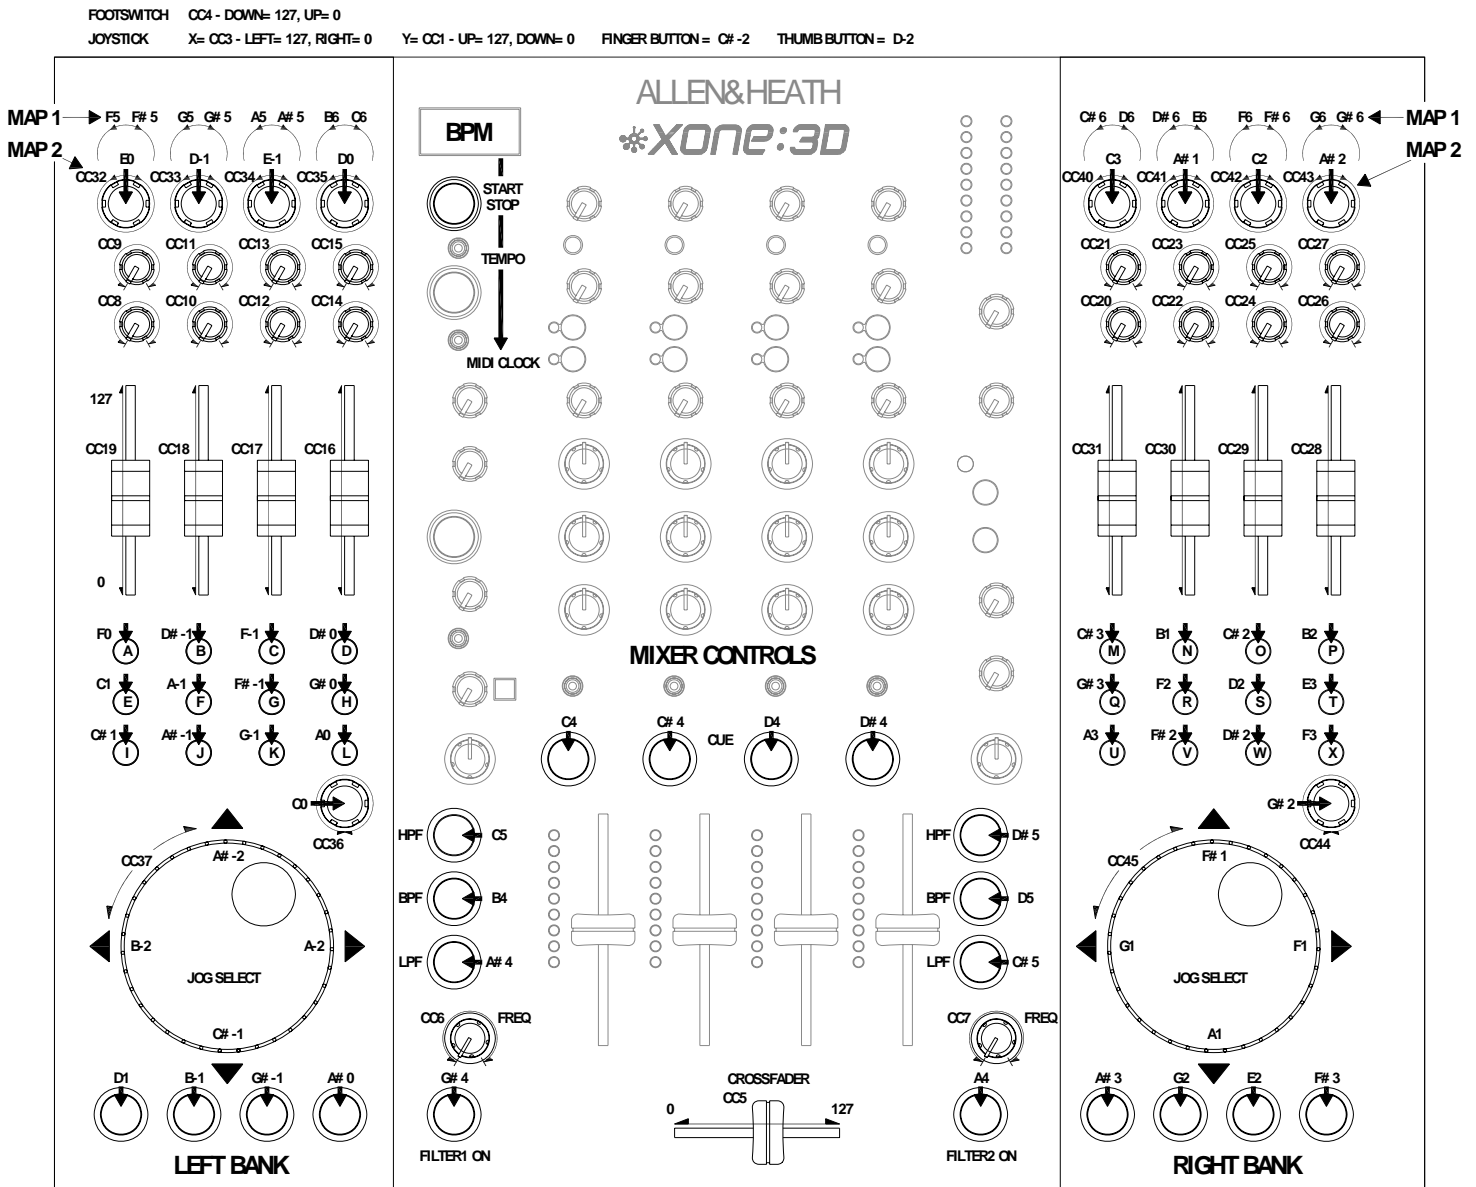 FOOTSWITCH CC4 - DOWN= 127, UP= 0
JOYSTICK X= CC3 - LEFT= 127, RIGHT= 0 Y= CC1 - UP= 127, DOWN= 0 FINGER BUTTON = C# -2 THUMB BUTTON = D-2
ALLEN&HEATH
XONE:3D
MAP 1 F5 F# 5 G5 G# 5 A5 A# 5 B6 C6
MAP 2 E0 D-1 E-1 D0
CC32 CC33 CC34 CC35
CC9 CC11 CC13 CC15
CC8 CC10 CC12 CC14
127
CC19 CC18 CC17 CC16
0
F0 D# -1 F-1 D# 0
A B C D
C1 A-1 F# -1 G# 0
E F G H
C# 1 A# -1 G-1 A0
I J K L
C0
CC36
CC37
A# -2
B-2 A-2
JOG SELECT
C# -1
D1 B-1 G# -1 A# 0
LEFT BANK
BPM
START
STOP
TEMPO
MIDI CLOCK
MIXER CONTROLS
C4 C# 4 D4 D# 4
CUE
HPF C5 HPF D# 5
BPF B4 BPF D5
LPF A# 4 LPF C# 5
CC6 FREQ CC7 FREQ
G# 4 A4
FILTER1 ON FILTER2 ON
CROSSFADER
CC5
0 127
C# 6 D6 D# 6 E6 F6 F# 6 G6 G# 6 MAP 1
C3 A# 1 C2 A# 2 MAP 2
CC40 CC41 CC42 CC43
CC21 CC23 CC25 CC27
CC20 CC22 CC24 CC26
CC31 CC30 CC29 CC28
C# 3 B1 C# 2 B2
M N O P
G# 3 F2 D2 E3
Q R S T
A3 F# 2 D# 2 F3
U V W X
G# 2
CC44
CC45
F# 1
G1 F1
JOG SELECT
A1
A# 3 G2 E2 F# 3
RIGHT BANK